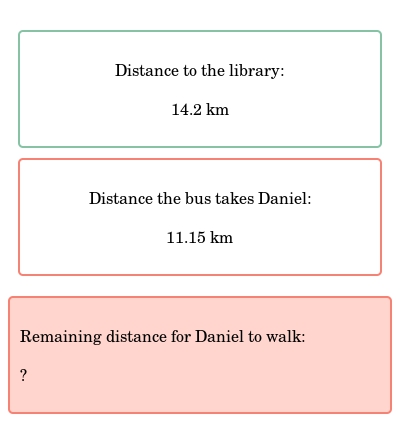 Distance to the library:
14.2 km
Distance the bus takes Daniel:
11.15 km
Remaining distance for Daniel to walk:
?